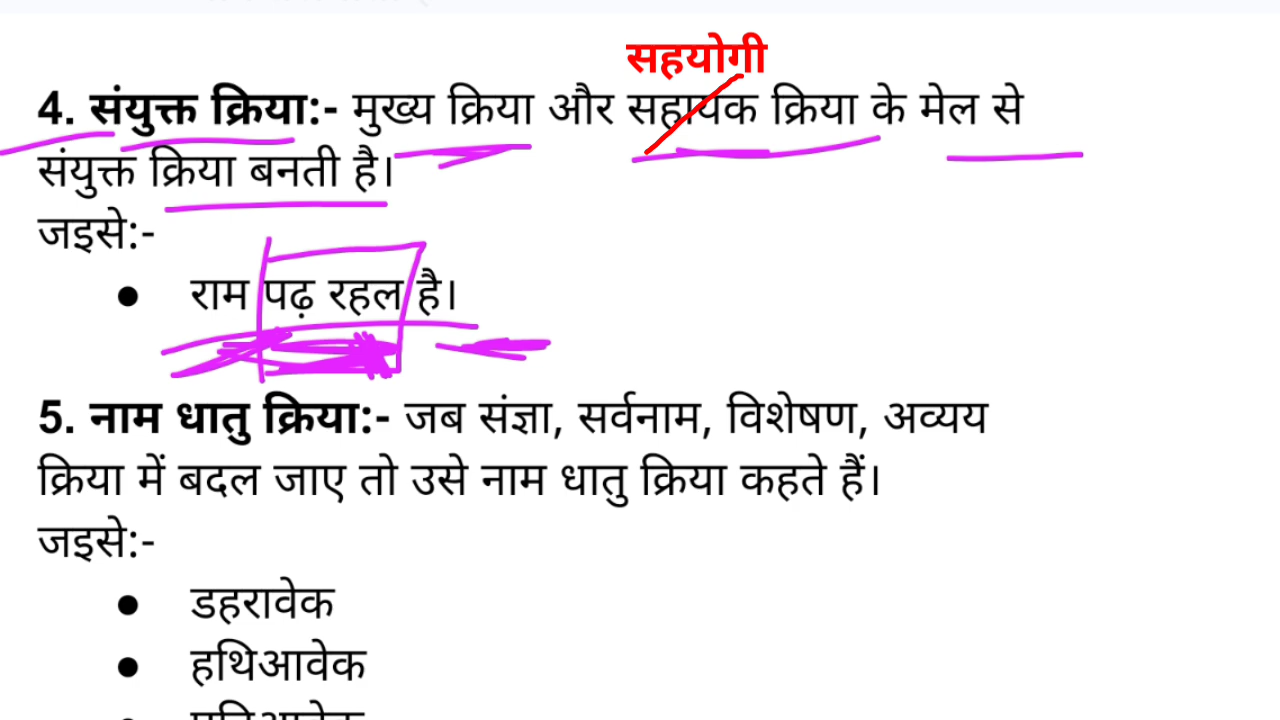 सहयोगी
4. संयुक्त क्रिया:- मुख्य क्रिया और सहायक क्रिया के मेल से
संयुक्त क्रिया बनती है।
जइसे:-
● राम पढ़ रहल है।
5. नाम धातु क्रिया:- जब संज्ञा, सर्वनाम, विशेषण, अव्यय
क्रिया में बदल जाए तो उसे नाम धातु क्रिया कहते हैं।
जइसे:-
● डहरावेक
● हथिआवेक